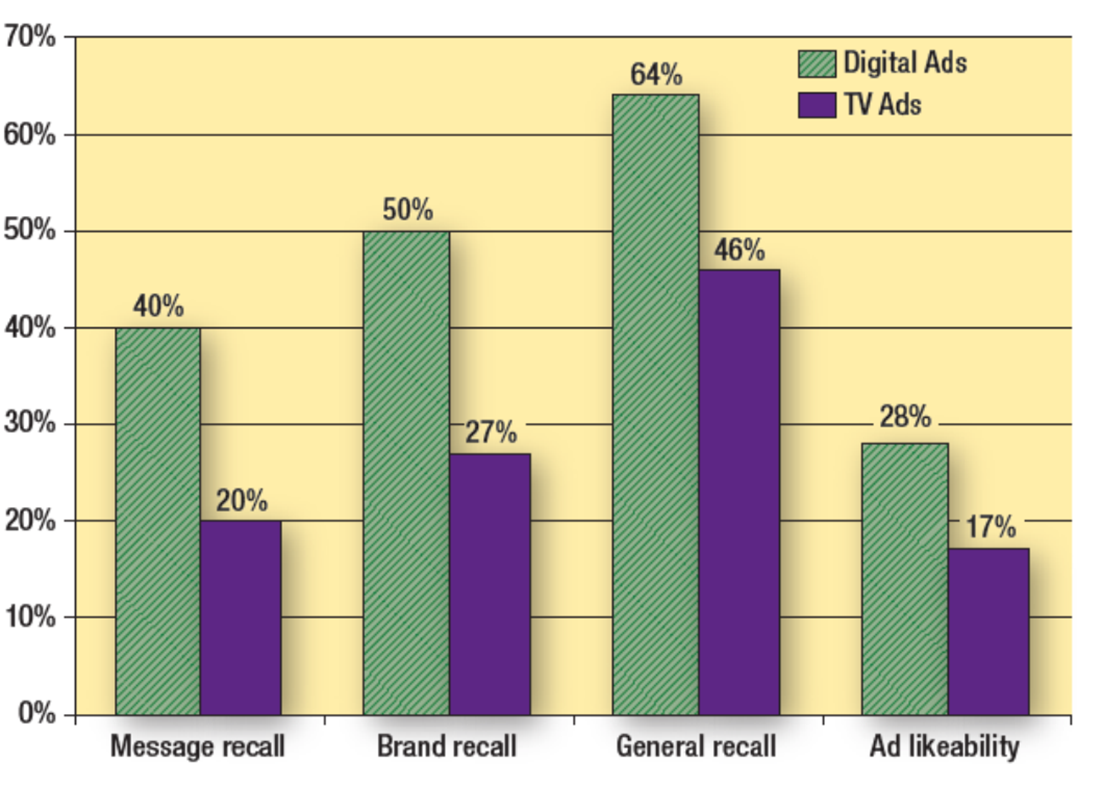 70%
Digital Ads
64%
TV Ads
60%
50%
50%
46%
40%
40%
30%
27%
28%
20%
20%
17%
10%
0%
Message recall
Brand recall
General recall
Ad likeability